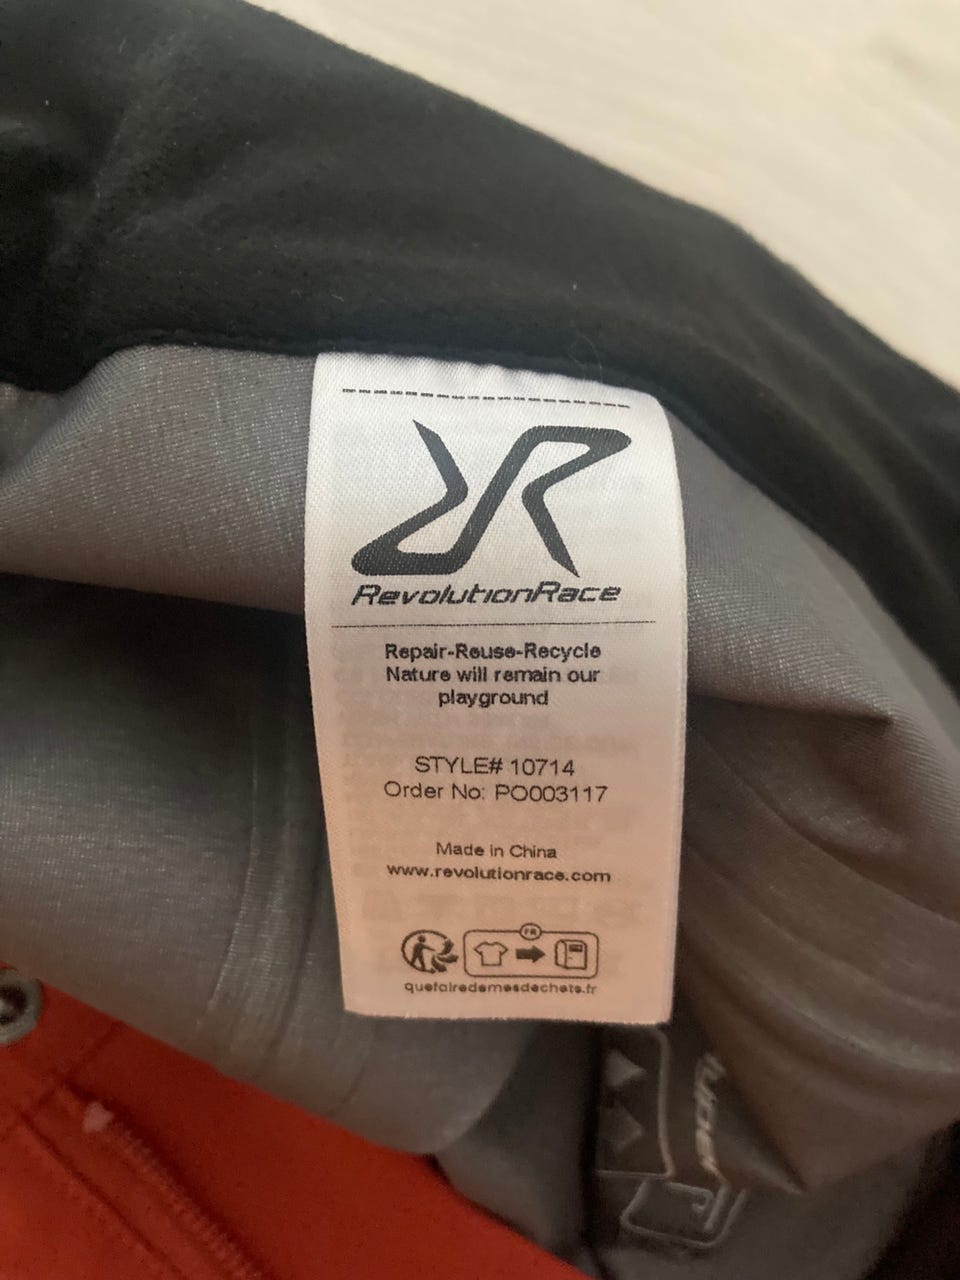 RevolutionRace
Repair-Reuse-Recycle
Nature will remain our
playground
STYLE# 10714
Order No: PO003117
Made in China
www.revolutionrace.com
FR
quefairedemesdechets.fr